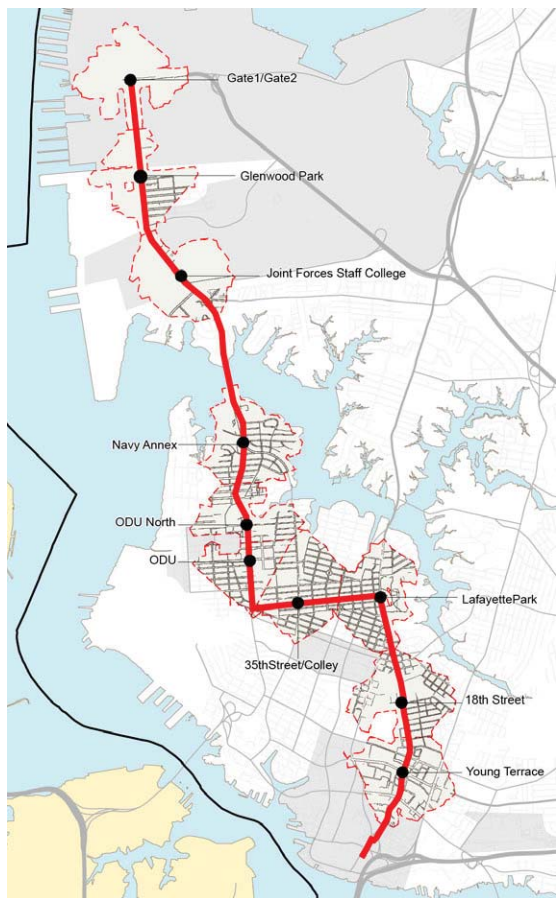 Gate1/Gate2
Glenwood Park
Joint Forces Staff College
Navy Annex
ODU North
ODU
LafayettePark
35thStreet/Colley
18th Street
Young Terrace